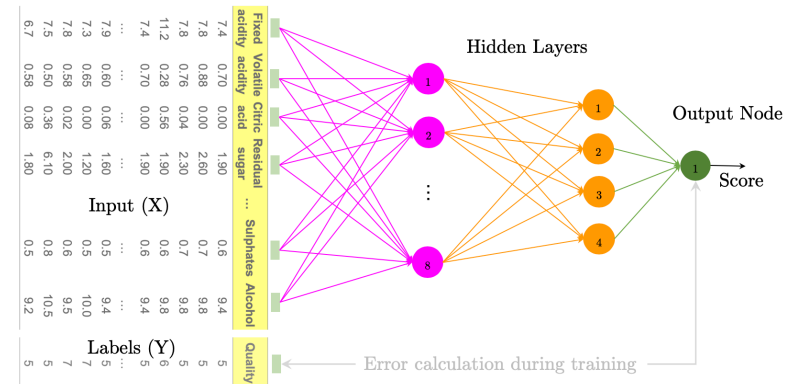 Fixed acidity Volatile acidity Citric acid Residual sugar ... Sulphates Alcohol Quality
7.4 0.70 0.00 1.90 0.6 9.4 5
7.8 0.88 0.00 2.60 0.7 9.8 5
7.8 0.76 0.04 2.30 0.7 9.8 5
11.2 0.28 0.56 1.90 0.6 9.8 6
7.4 0.70 0.00 1.90 0.6 9.4 5
... ... ... ... ... ... ...
7.9 0.60 0.06 1.60 0.5 9.4 5
7.3 0.65 0.00 1.20 0.5 10.0 7
7.8 0.58 0.02 2.00 0.6 9.5 7
7.5 0.50 0.36 6.10 0.8 10.5 5
6.7 0.58 0.08 1.80 0.5 9.2 5
Input (X)
Labels (Y)
Hidden Layers
1
2
⋮
8
1
2
3
4
Output Node
1
Score
Error calculation during training